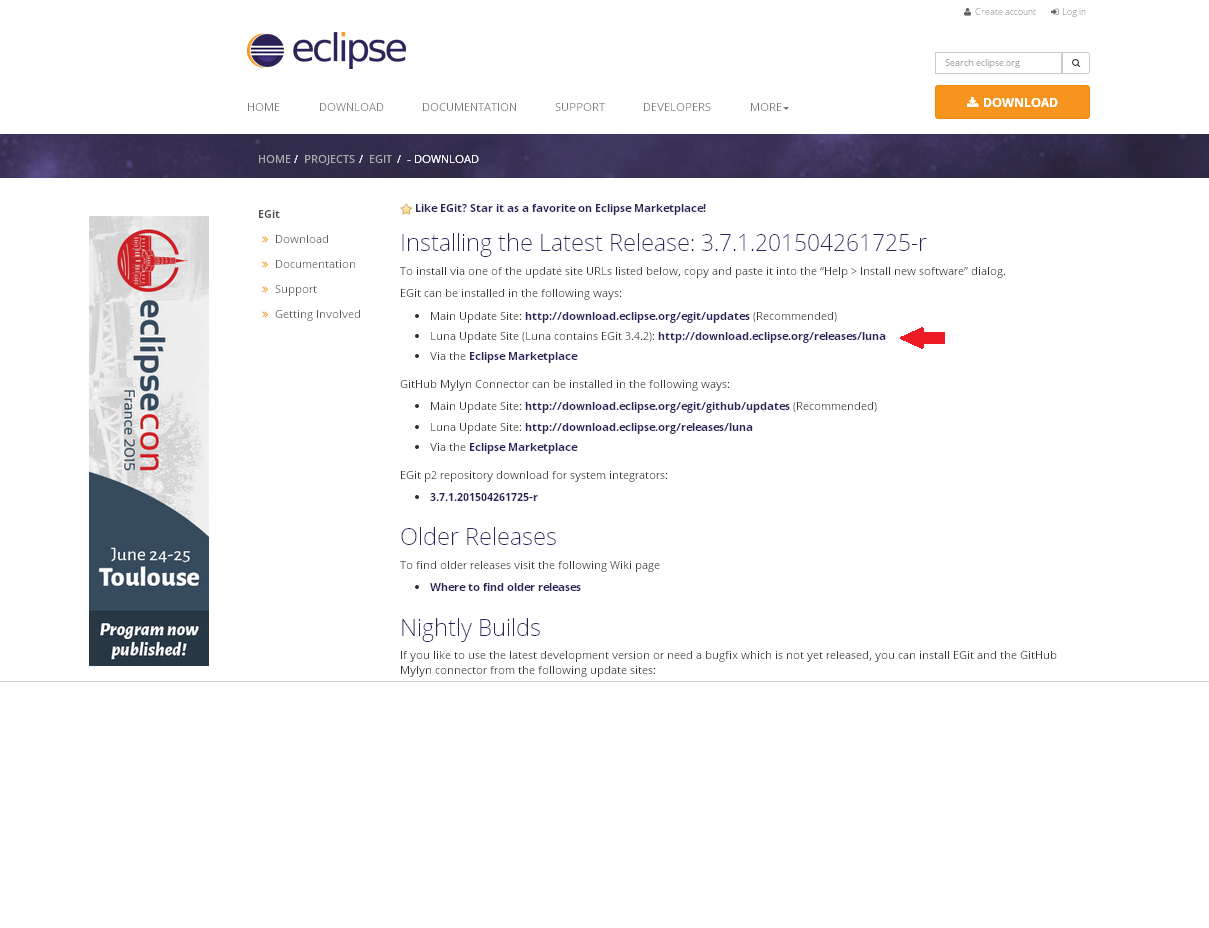 Create account Log in
eclipse
Search eclipse.org
HOME DOWNLOAD DOCUMENTATION SUPPORT DEVELOPERS MORE
DOWNLOAD
HOME / PROJECTS / EGIT / - DOWNLOAD
eclipsecon
France 2015
June 24-25
Toulouse
Program now
published!
EGit
Download
Documentation
Support
Getting Involved
Like EGit? Star it as a favorite on Eclipse Marketplace!
Installing the Latest Release: 3.7.1.201504261725-r
To install via one of the update site URLs listed below, copy and paste it into the “Help > Install new software” dialog.
EGit can be installed in the following ways:
Main Update Site: http://download.eclipse.org/egit/updates (Recommended)
Luna Update Site (Luna contains EGit 3.4.2): http://download.eclipse.org/releases/luna
Via the Eclipse Marketplace
GitHub Mylyn Connector can be installed in the following ways:
Main Update Site: http://download.eclipse.org/egit/github/updates (Recommended)
Luna Update Site: http://download.eclipse.org/releases/luna
Via the Eclipse Marketplace
EGit p2 repository download for system integrators:
3.7.1.201504261725-r
Older Releases
To find older releases visit the following Wiki page
Where to find older releases
Nightly Builds
If you like to use the latest development version or need a bugfix which is not yet released, you can install EGit and the GitHub
Mylyn connector from the following update sites: